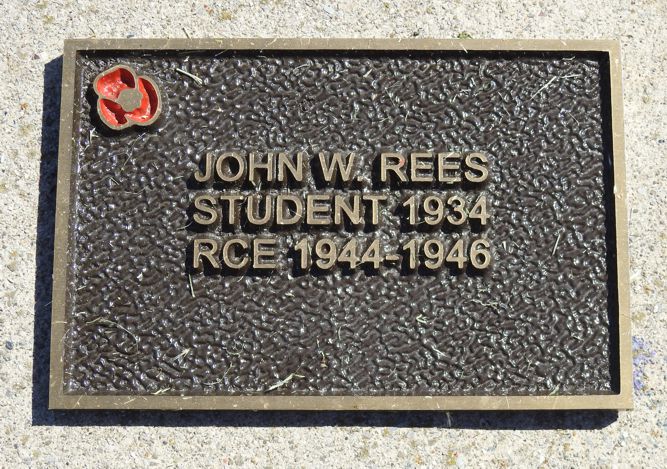 JOHN W. REES
STUDENT 1934
RCE 1944-1946